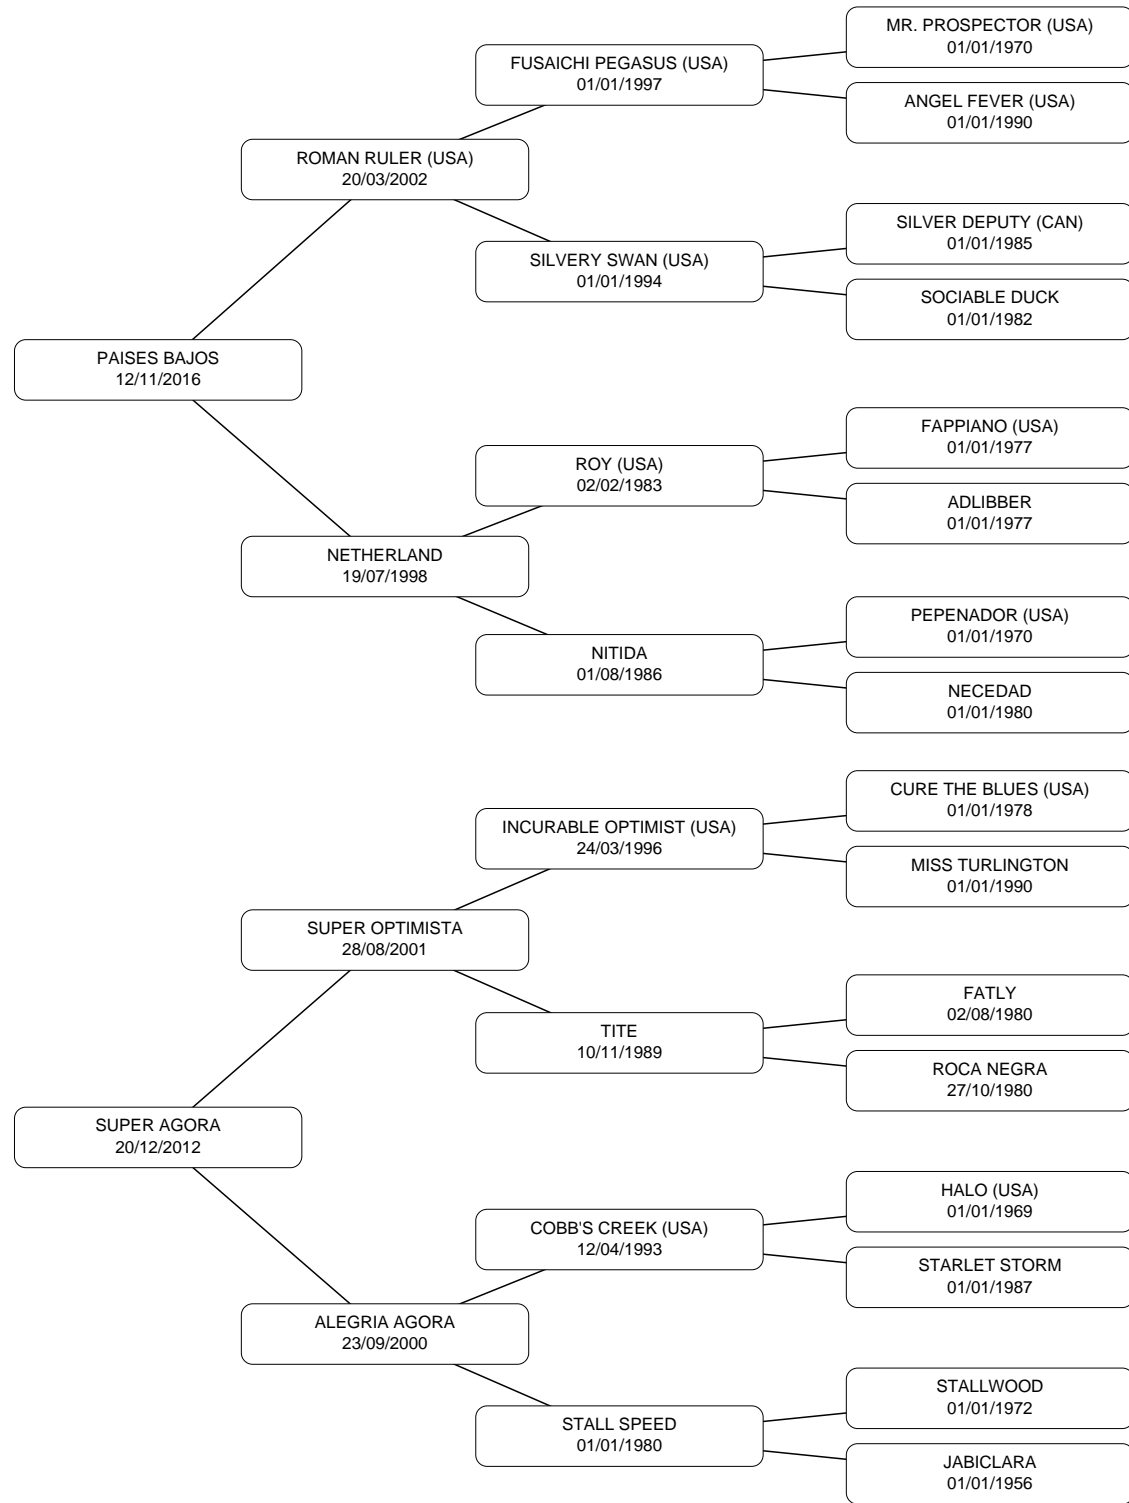 MR. PROSPECTOR (USA)
01/01/1970
FUSAICHI PEGASUS (USA)
01/01/1997
ANGEL FEVER (USA)
01/01/1990
ROMAN RULER (USA)
20/03/2002
SILVER DEPUTY (CAN)
01/01/1985
SILVERY SWAN (USA)
01/01/1994
SOCIABLE DUCK
01/01/1982
PAISES BAJOS
12/11/2016
FAPPIANO (USA)
01/01/1977
ROY (USA)
02/02/1983
ADLIBBER
01/01/1977
NETHERLAND
19/07/1998
PEPENADOR (USA)
01/01/1970
NITIDA
01/08/1986
NECEDAD
01/01/1980
CURE THE BLUES (USA)
01/01/1978
INCURABLE OPTIMIST (USA)
24/03/1996
MISS TURLINGTON
01/01/1990
SUPER OPTIMISTA
28/08/2001
FATLY
02/08/1980
TITE
10/11/1989
ROCA NEGRA
27/10/1980
SUPER AGORA
20/12/2012
HALO (USA)
01/01/1969
COBB'S CREEK (USA)
12/04/1993
STARLET STORM
01/01/1987
ALEGRIA AGORA
23/09/2000
STALLWOOD
01/01/1972
STALL SPEED
01/01/1980
JABICLARA
01/01/1956